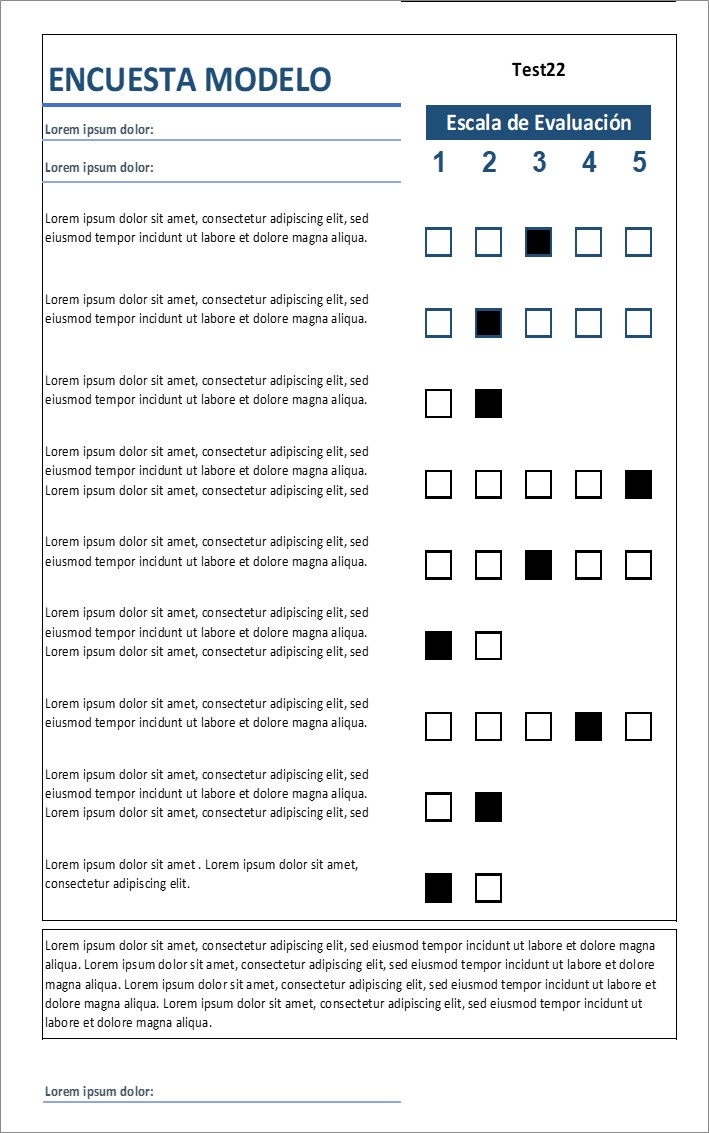 ENCUESTA MODELO
Test22
Lorem ipsum dolor:
Escala de Evaluación
Lorem ipsum dolor:
1 2 3 4 5
Lorem ipsum dolor sit amet, consectetur adipiscing elit, sed
eiusmod tempor incidunt ut labore et dolore magna aliqua.
Lorem ipsum dolor sit amet, consectetur adipiscing elit, sed
eiusmod tempor incidunt ut labore et dolore magna aliqua.
Lorem ipsum dolor sit amet, consectetur adipiscing elit, sed
eiusmod tempor incidunt ut labore et dolore magna aliqua.
Lorem ipsum dolor sit amet, consectetur adipiscing elit, sed
eiusmod tempor incidunt ut labore et dolore magna aliqua.
Lorem ipsum dolor sit amet, consectetur adipiscing elit, sed
Lorem ipsum dolor sit amet, consectetur adipiscing elit, sed
eiusmod tempor incidunt ut labore et dolore magna aliqua.
Lorem ipsum dolor sit amet, consectetur adipiscing elit, sed
eiusmod tempor incidunt ut labore et dolore magna aliqua.
Lorem ipsum dolor sit amet, consectetur adipiscing elit, sed
Lorem ipsum dolor sit amet, consectetur adipiscing elit, sed
eiusmod tempor incidunt ut labore et dolore magna aliqua.
Lorem ipsum dolor sit amet, consectetur adipiscing elit, sed
eiusmod tempor incidunt ut labore et dolore magna aliqua.
Lorem ipsum dolor sit amet, consectetur adipiscing elit, sed
Lorem ipsum dolor sit amet . Lorem ipsum dolor sit amet,
consectetur adipiscing elit.
Lorem ipsum dolor sit amet, consectetur adipiscing elit, sed eiusmod tempor incidunt ut labore et dolore magna
aliqua. Lorem ipsum dolor sit amet, consectetur adipiscing elit, sed eiusmod tempor incidunt ut labore et dolore
magna aliqua. Lorem ipsum dolor sit amet, consectetur adipiscing elit, sed eiusmod tempor incidunt ut labore et
dolore magna aliqua. Lorem ipsum dolor sit amet, consectetur adipiscing elit, sed eiusmod tempor incidunt ut
labore et dolore magna aliqua.
Lorem ipsum dolor: